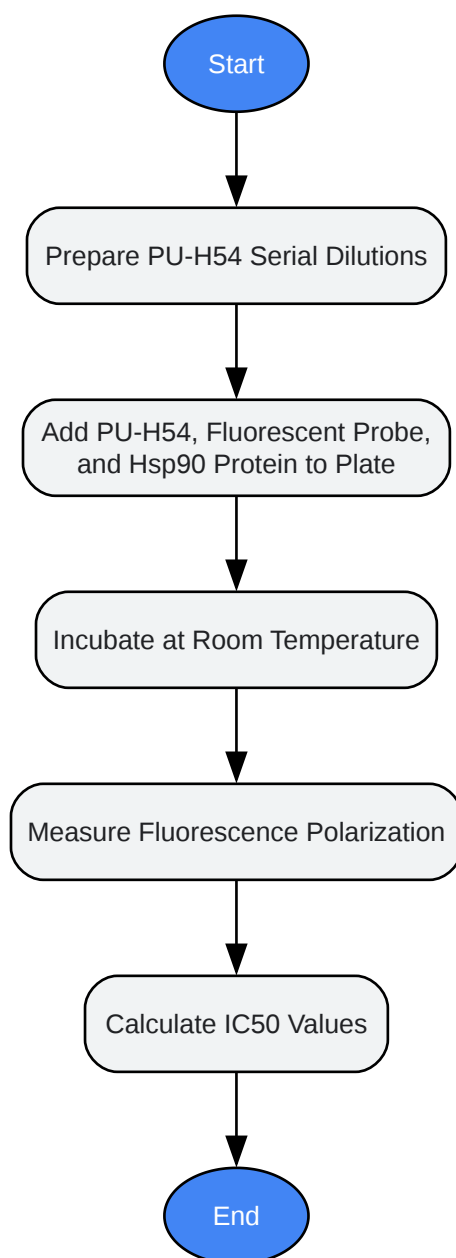 Start
Prepare PU-H54 Serial Dilutions
Add PU-H54, Fluorescent Probe,
and Hsp90 Protein to Plate
Incubate at Room Temperature
Measure Fluorescence Polarization
Calculate IC50 Values
End